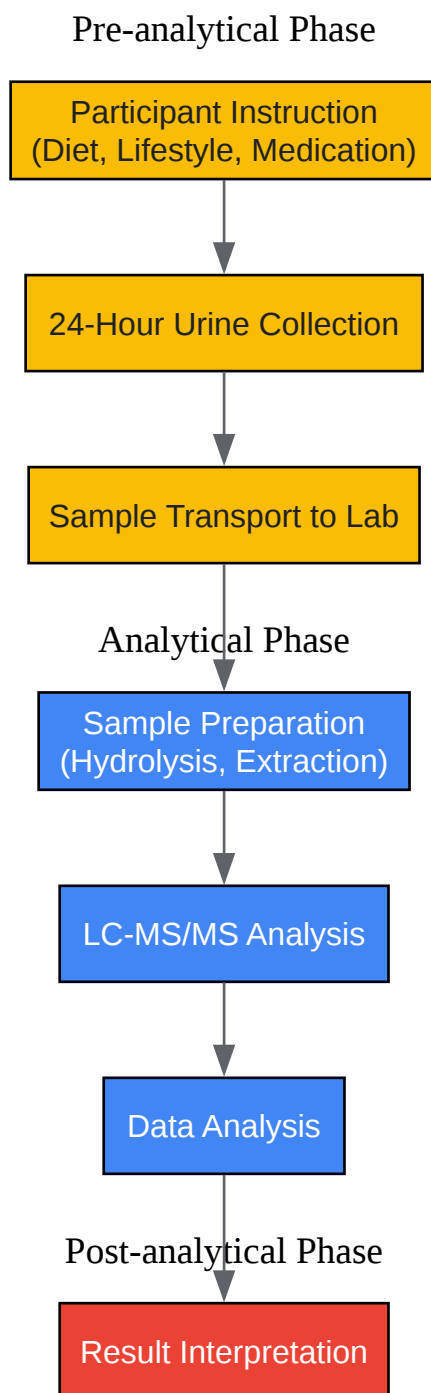 Pre-analytical Phase
Participant Instruction
(Diet, Lifestyle, Medication)
24-Hour Urine Collection
Sample Transport to Lab
Analytical Phase
Sample Preparation
(Hydrolysis, Extraction)
LC-MS/MS Analysis
Data Analysis
Post-analytical Phase
Result Interpretation